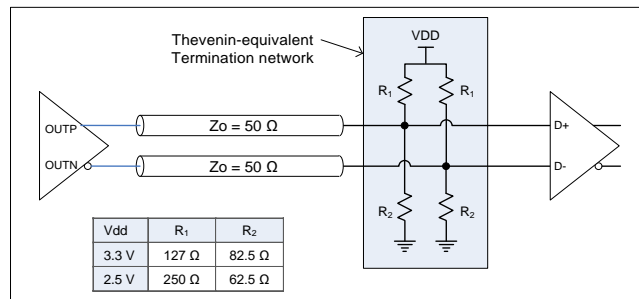 Thevenin-equivalent
Termination network
VDD
R1 R1
OUTP
Zo = 50 Ω
D+
OUTN
Zo = 50 Ω
D-
R2 R2
Vdd R1 R2
3.3 V 127 Ω 82.5 Ω
2.5 V 250 Ω 62.5 Ω